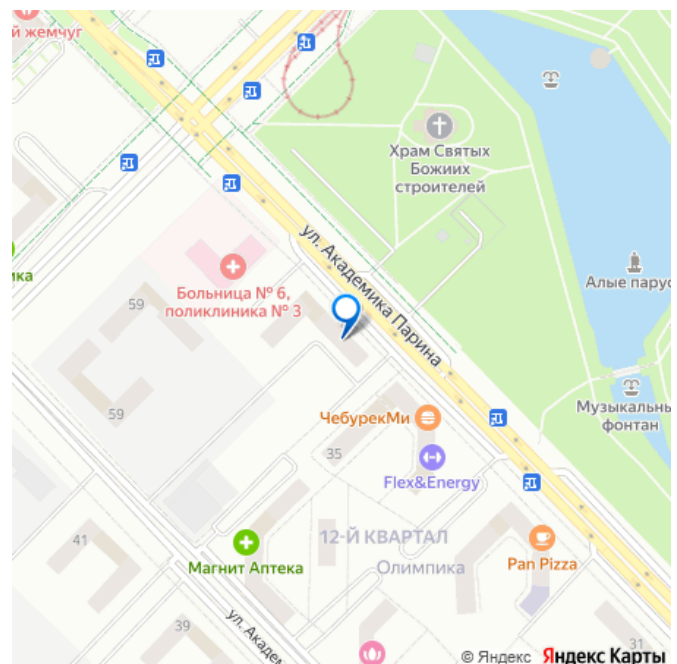 й жемчуг
Храм Святых
Божиих
строителей
ул. Академика Парина
ика
Больница № 6,
поликлиника № 3
59
Алые парус
59
Музыкальнь
фонтан
ЧебурекМи
35
Flex&Energy
12-Й КВАРТАЛ
Олимпика
Pan Pizza
41
Магнит Аптека
ул. Акаде
39
31
© Яндекс Яндекс Карты